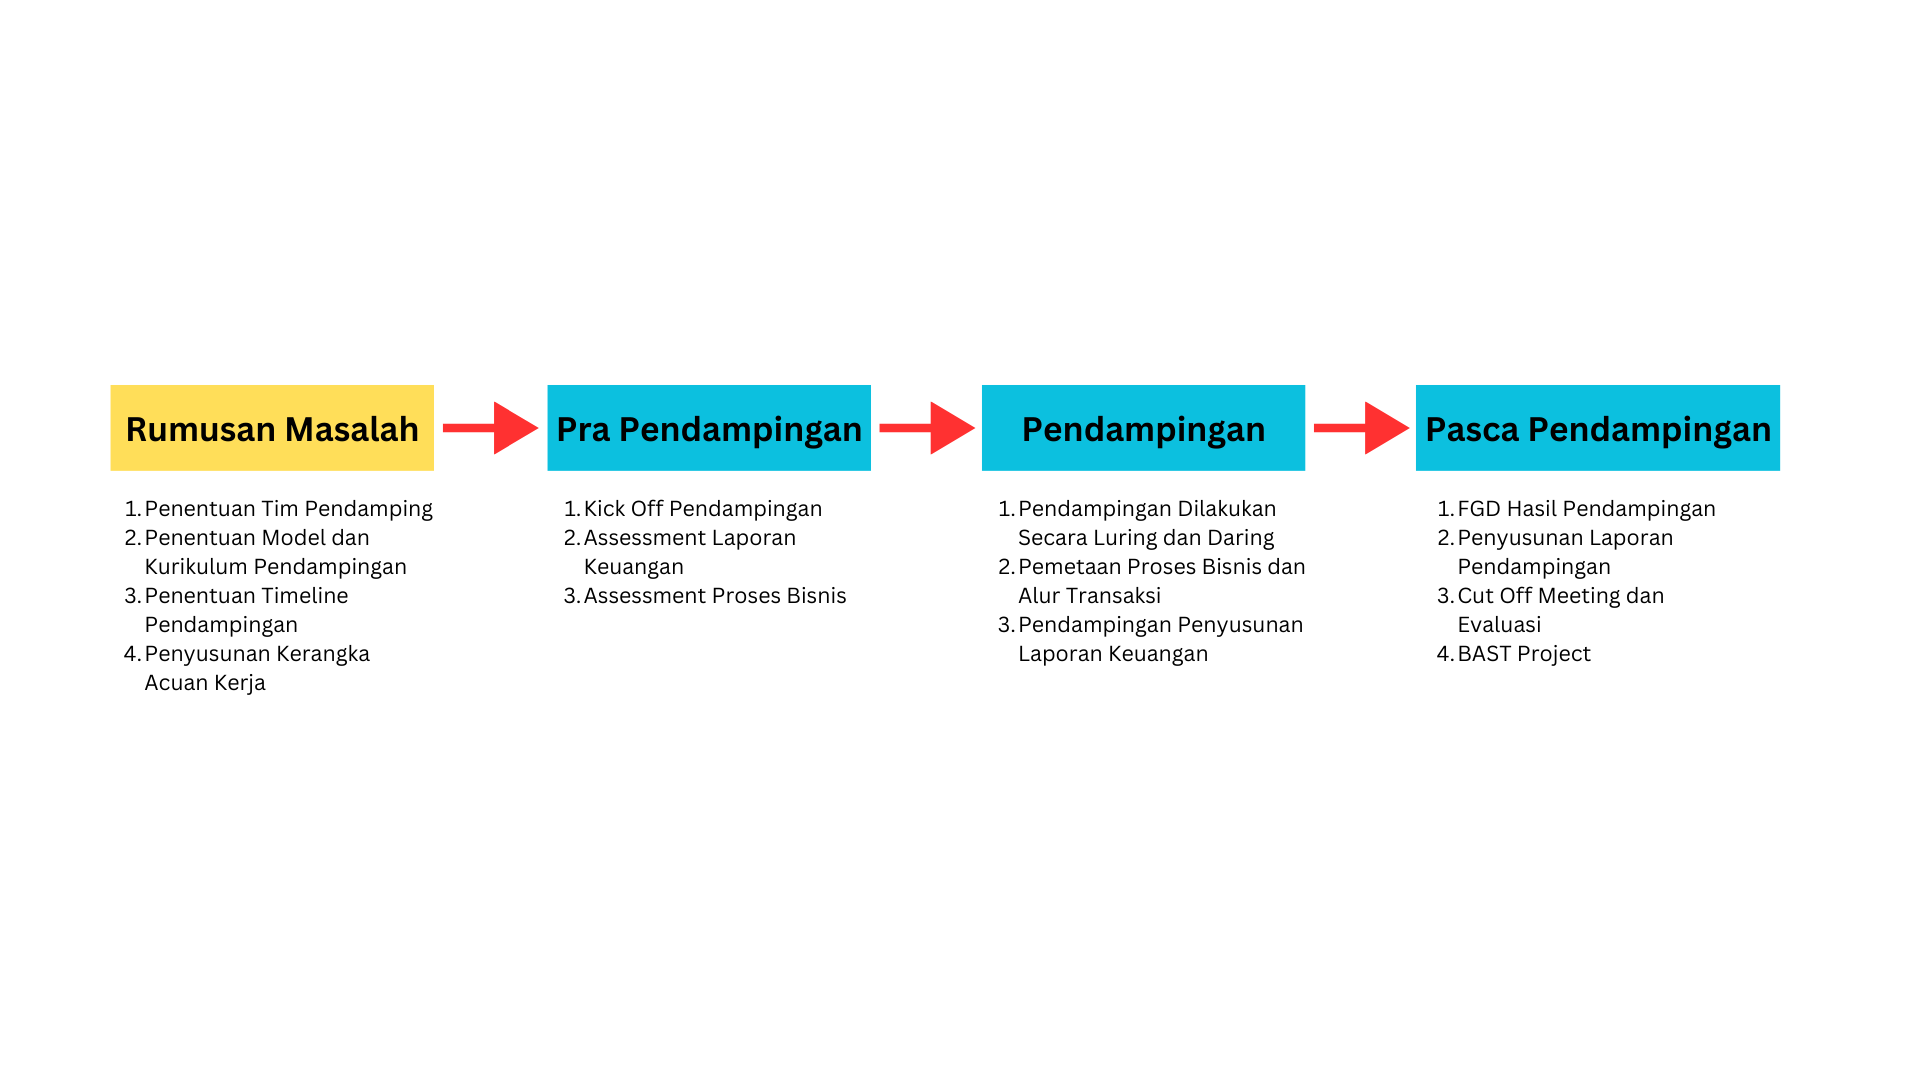 Rumusan Masalah
1. Penentuan Tim Pendamping
2. Penentuan Model dan
Kurikulum Pendampingan
3. Penentuan Timeline
Pendampingan
4. Penyusunan Kerangka
Acuan Kerja
Pra Pendampingan
1. Kick Off Pendampingan
2. Assessment Laporan
Keuangan
3. Assessment Proses Bisnis
Pendampingan
1. Pendampingan Dilakukan
Secara Luring dan Daring
2. Pemetaan Proses Bisnis dan
Alur Transaksi
3. Pendampingan Penyusunan
Laporan Keuangan
Pasca Pendampingan
1. FGD Hasil Pendampingan
2. Penyusunan Laporan
Pendampingan
3. Cut Off Meeting dan
Evaluasi
4. BAST Project